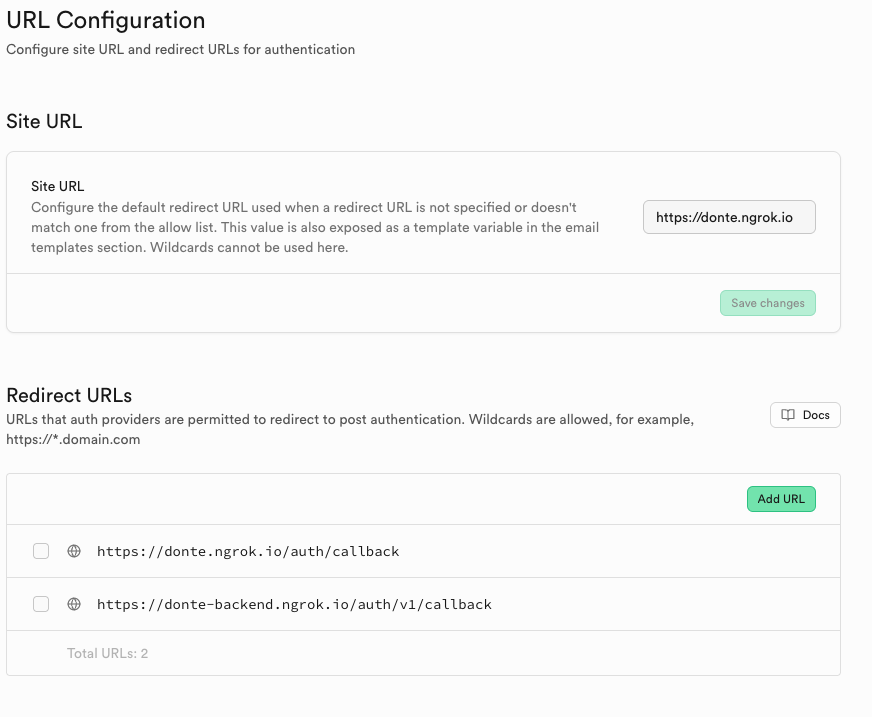 URL Configuration
Configure site URL and redirect URLs for authentication
Site URL
Site URL
Configure the default redirect URL used when a redirect URL is not specified or doesn't
match one from the allow list. This value is also exposed as a template variable in the email
templates section. Wildcards cannot be used here.
https://donte.ngrok.io
Save changes
Redirect URLs
URLs that auth providers are permitted to redirect to post authentication. Wildcards are allowed, for example,
https://*.domain.com
Docs
Add URL
https://donte.ngrok.io/auth/callback
https://donte-backend.ngrok.io/auth/v1/callback
Total URLs: 2